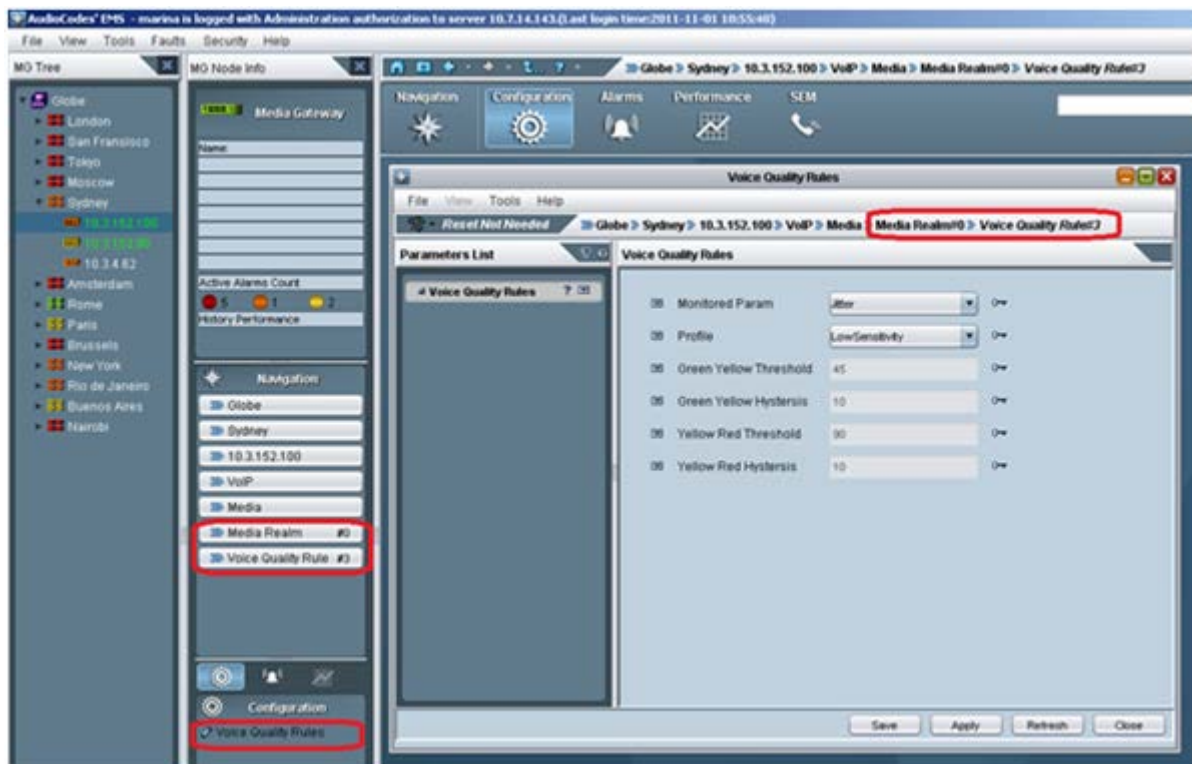 AudioCodes' EMS - marina is logged with Administration authorization to server 10.7.14.143.(Last login time:2011-11-01 10:55:40)
File View Tools Faults Security Help
MG Tree
Globe
London
San Fransisco
Tokyo
Moscow
Sydney
10.3.152.100
10.3.4.62
Amsterdam
Rome
Paris
Brussels
New York
Rio de Janeiro
Buenos Aires
Nairobi
MG Node Info
Media Gateway
Name:
Active Alarms Count
5 1 2
History Performance
Navigation
Globe
Sydney
10.3.152.100
VoIP
Media
Media Realm #0
Voice Quality Rule #3
Configuration
Voice Quality Rules
Globe Sydney 10.3.152.100 VoIP Media Media Realm#0 Voice Quality Rule#3
Navigation Configuration Alarms Performance SEM
Voice Quality Rules
File View Tools Help
Reset Not Needed Globe Sydney 10.3.152.100 VoIP Media Media Realm#0 Voice Quality Rule#3
Parameters List
Voice Quality Rules ?
Voice Quality Rules
Monitored Param Jitter
Profile LowSensitivity
Green Yellow Threshold 45
Green Yellow Hystersis 10
Yellow Red Threshold 90
Yellow Red Hystersis 10
Save Apply Refresh Close